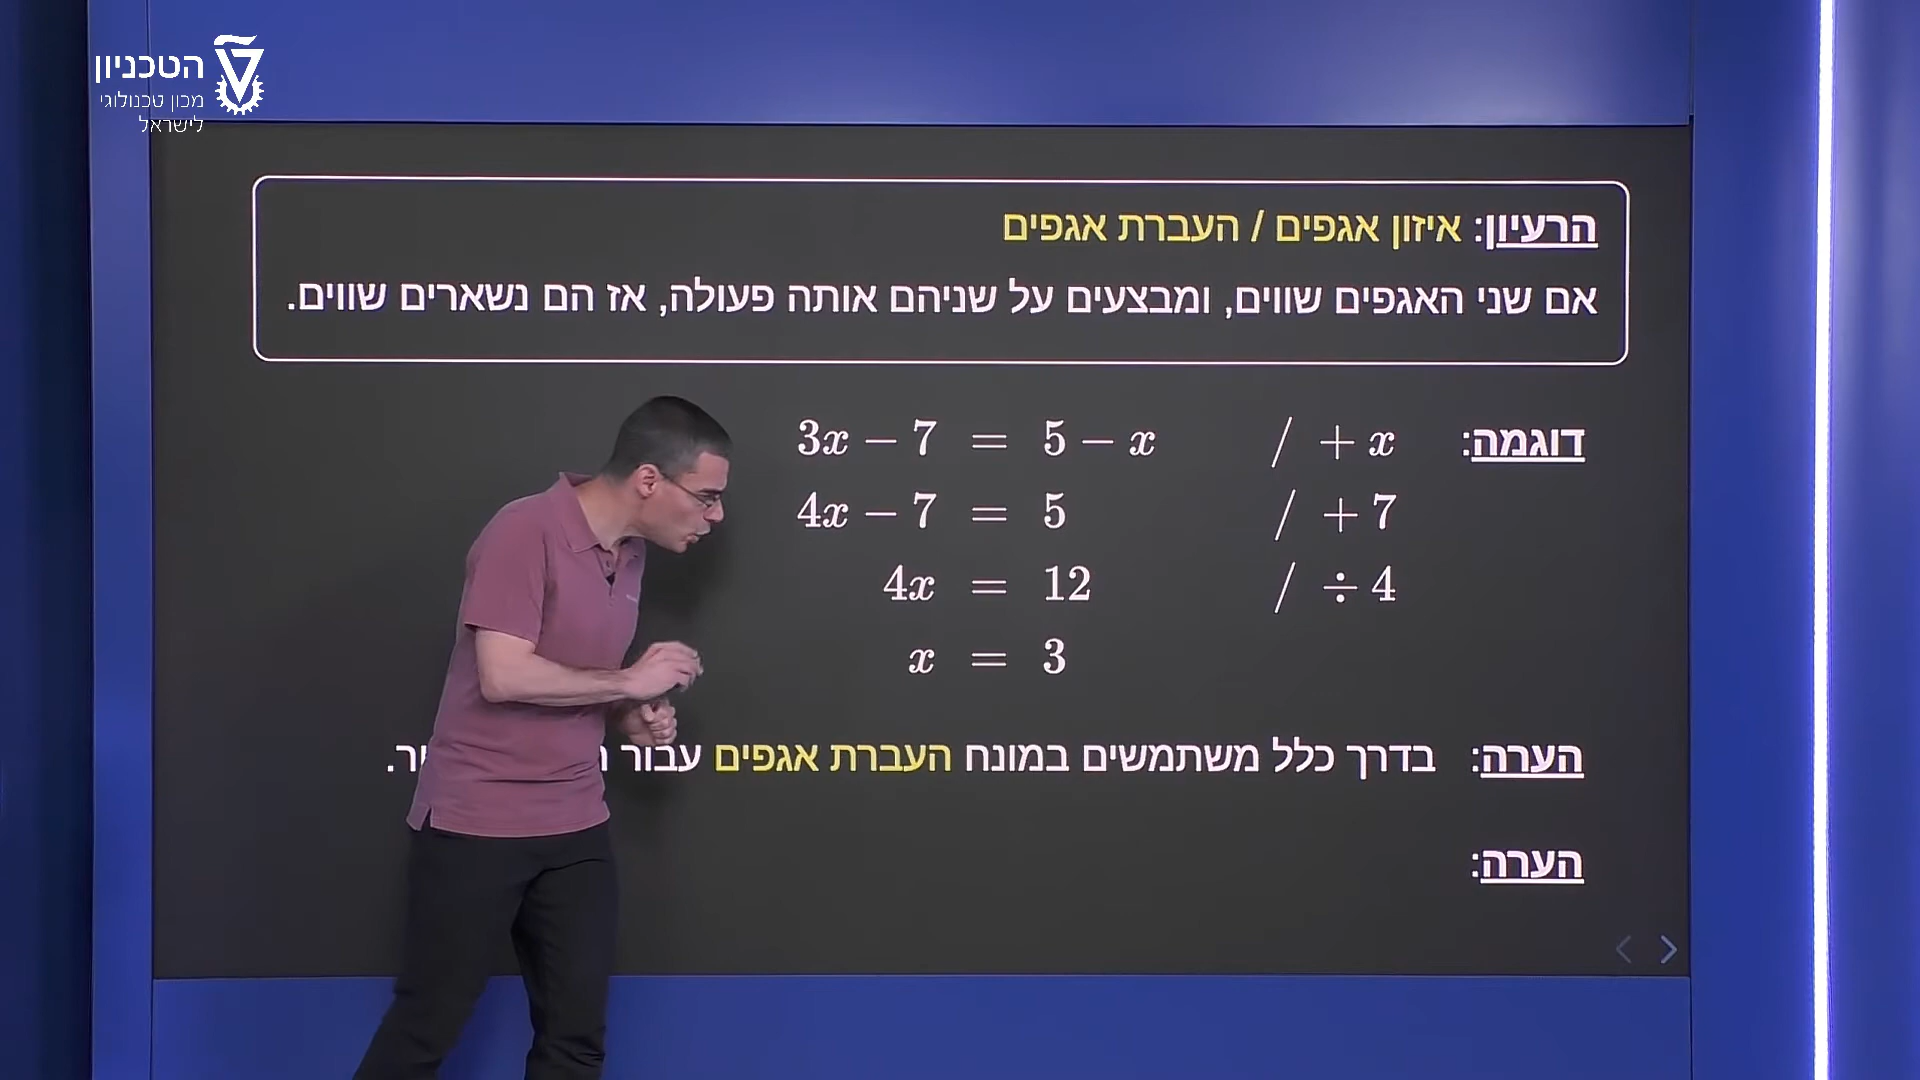 הטכניון
מכון טכנולוגי
לישראל
הרעיון: איזון אגפים / העברת אגפים
אם שני האגפים שווים, ומבצעים על שניהם אותה פעולה, אז הם נשארים שווים.
דוגמה: 3x − 7 = 5 − x / + x
4x − 7 = 5 / + 7
4x = 12 / ÷ 4
x = 3
הערה: בדרך כלל משתמשים במונח העברת אגפים עבור
הערה: